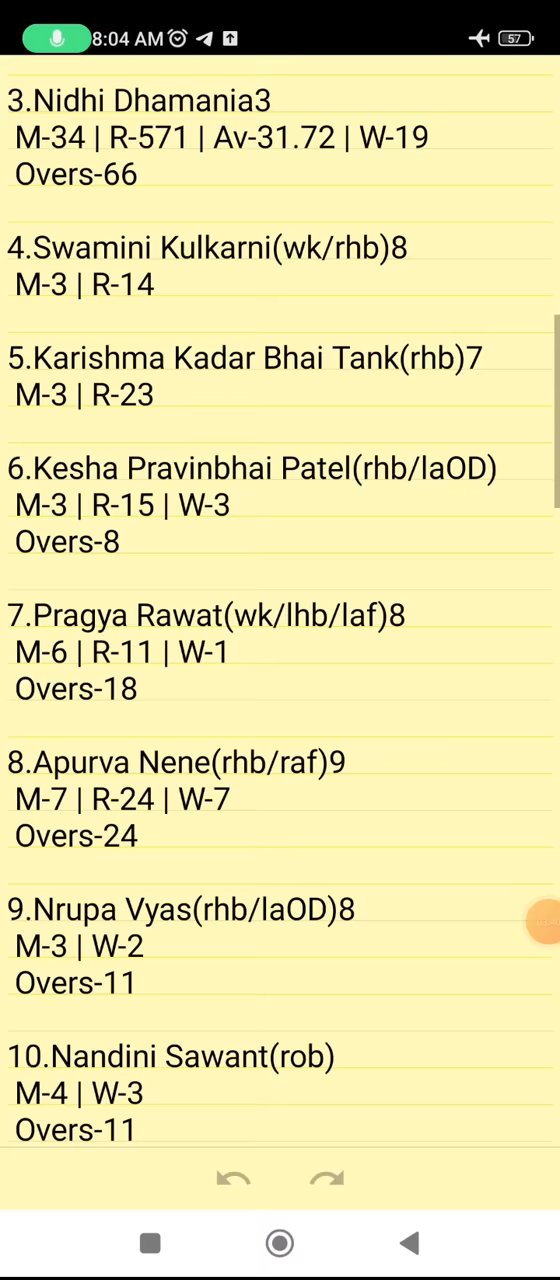 8:04 AM
57
3.Nidhi Dhamania3
M-34 | R-571 | Av-31.72 | W-19
Overs-66
4.Swamini Kulkarni(wk/rhb)8
M-3 | R-14
5.Karishma Kadar Bhai Tank(rhb)7
M-3 | R-23
6.Kesha Pravinbhai Patel(rhb/laOD)
M-3 | R-15 | W-3
Overs-8
7.Pragya Rawat(wk/lhb/laf)8
M-6 | R-11 | W-1
Overs-18
8.Apurva Nene(rhb/raf)9
M-7 | R-24 | W-7
Overs-24
9.Nrupa Vyas(rhb/laOD)8
M-3 | W-2
Overs-11
10.Nandini Sawant(rob)
M-4 | W-3
Overs-11